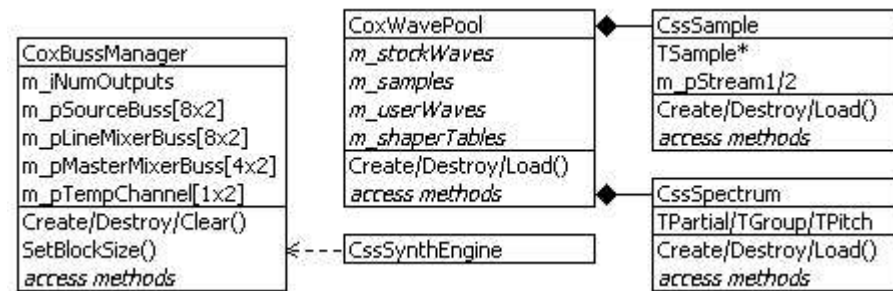 CoxBussManager
m_iNumOutputs
m_pSourceBuss[8x2]
m_pLineMixerBuss[8x2]
m_pMasterMixerBuss[4x2]
m_pTempChannel[1x2]
Create/Destroy/Clear()
SetBlockSize()
access methods
CoxWavePool
m_stockWaves
m_samples
m_userWaves
m_shaperTables
Create/Destroy/Load()
access methods
CssSynthEngine
CssSample
TSample*
m_pStream1/2
Create/Destroy/Load()
access methods
CssSpectrum
TPartial/TGroup/TPitch
Create/Destroy/Load()
access methods